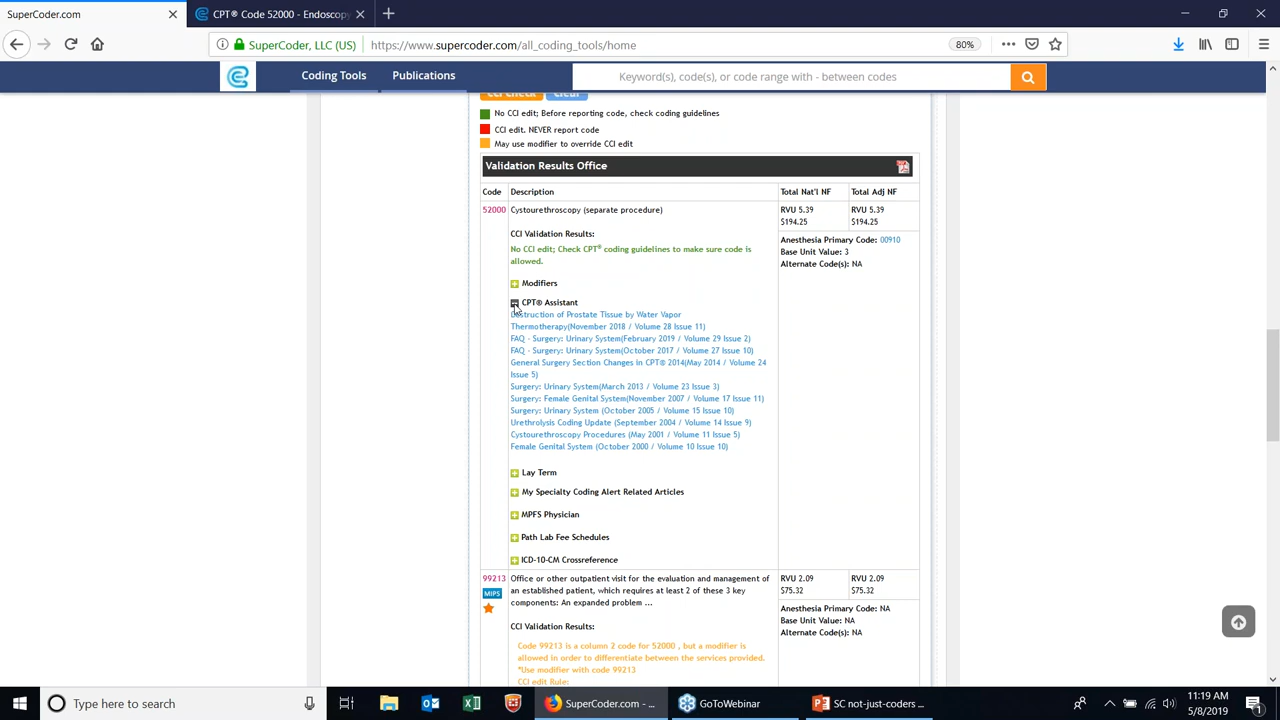 SuperCoder.com
CPT® Code 52000 - Endoscopy
SuperCoder, LLC (US)
https://www.supercoder.com/all_coding_tools/home
80%
Coding Tools
Publications
Keyword(s), code(s), or code range with - between codes
CCI Check
Clear
No CCI edit; Before reporting code, check coding guidelines
CCI edit. NEVER report code
May use modifier to override CCI edit
Validation Results Office
Code Description Total Nat'l NF Total Adj NF
52000 Cystourethroscopy (separate procedure) RVU 5.39 RVU 5.39
$194.25 $194.25
CCI Validation Results:
No CCI edit; Check CPT® coding guidelines to make sure code is
allowed.
Anesthesia Primary Code: 00910
Base Unit Value: 3
Alternate Code(s): NA
Modifiers
CPT® Assistant
Destruction of Prostate Tissue by Water Vapor
Thermotherapy(November 2018 / Volume 28 Issue 11)
FAQ - Surgery: Urinary System(February 2019 / Volume 29 Issue 2)
FAQ - Surgery: Urinary System(October 2017 / Volume 27 Issue 10)
General Surgery Section Changes in CPT® 2014(May 2014 / Volume 24
Issue 5)
Surgery: Urinary System(March 2013 / Volume 23 Issue 3)
Surgery: Female Genital System(November 2007 / Volume 17 Issue 11)
Surgery: Urinary System (October 2005 / Volume 15 Issue 10)
Urethrolysis Coding Update (September 2004 / Volume 14 Issue 9)
Cystourethroscopy Procedures (May 2001 / Volume 11 Issue 5)
Female Genital System (October 2000 / Volume 10 Issue 10)
Lay Term
My Specialty Coding Alert Related Articles
MPFS Physician
Path Lab Fee Schedules
ICD-10-CM Crossreference
99213 Office or other outpatient visit for the evaluation and management of RVU 2.09 RVU 2.09
MIPS an established patient, which requires at least 2 of these 3 key $75.32 $75.32
components: An expanded problem ...
Anesthesia Primary Code: NA
Base Unit Value: NA
Alternate Code(s): NA
CCI Validation Results:
Code 99213 is a column 2 code for 52000 , but a modifier is
allowed in order to differentiate between the services provided.
*Use modifier with code 99213
CCI edit Rule:
Type here to search
SuperCoder.com - ...
GoToWebinar
SC not-just-coders ...
11:19 AM
5/8/2019